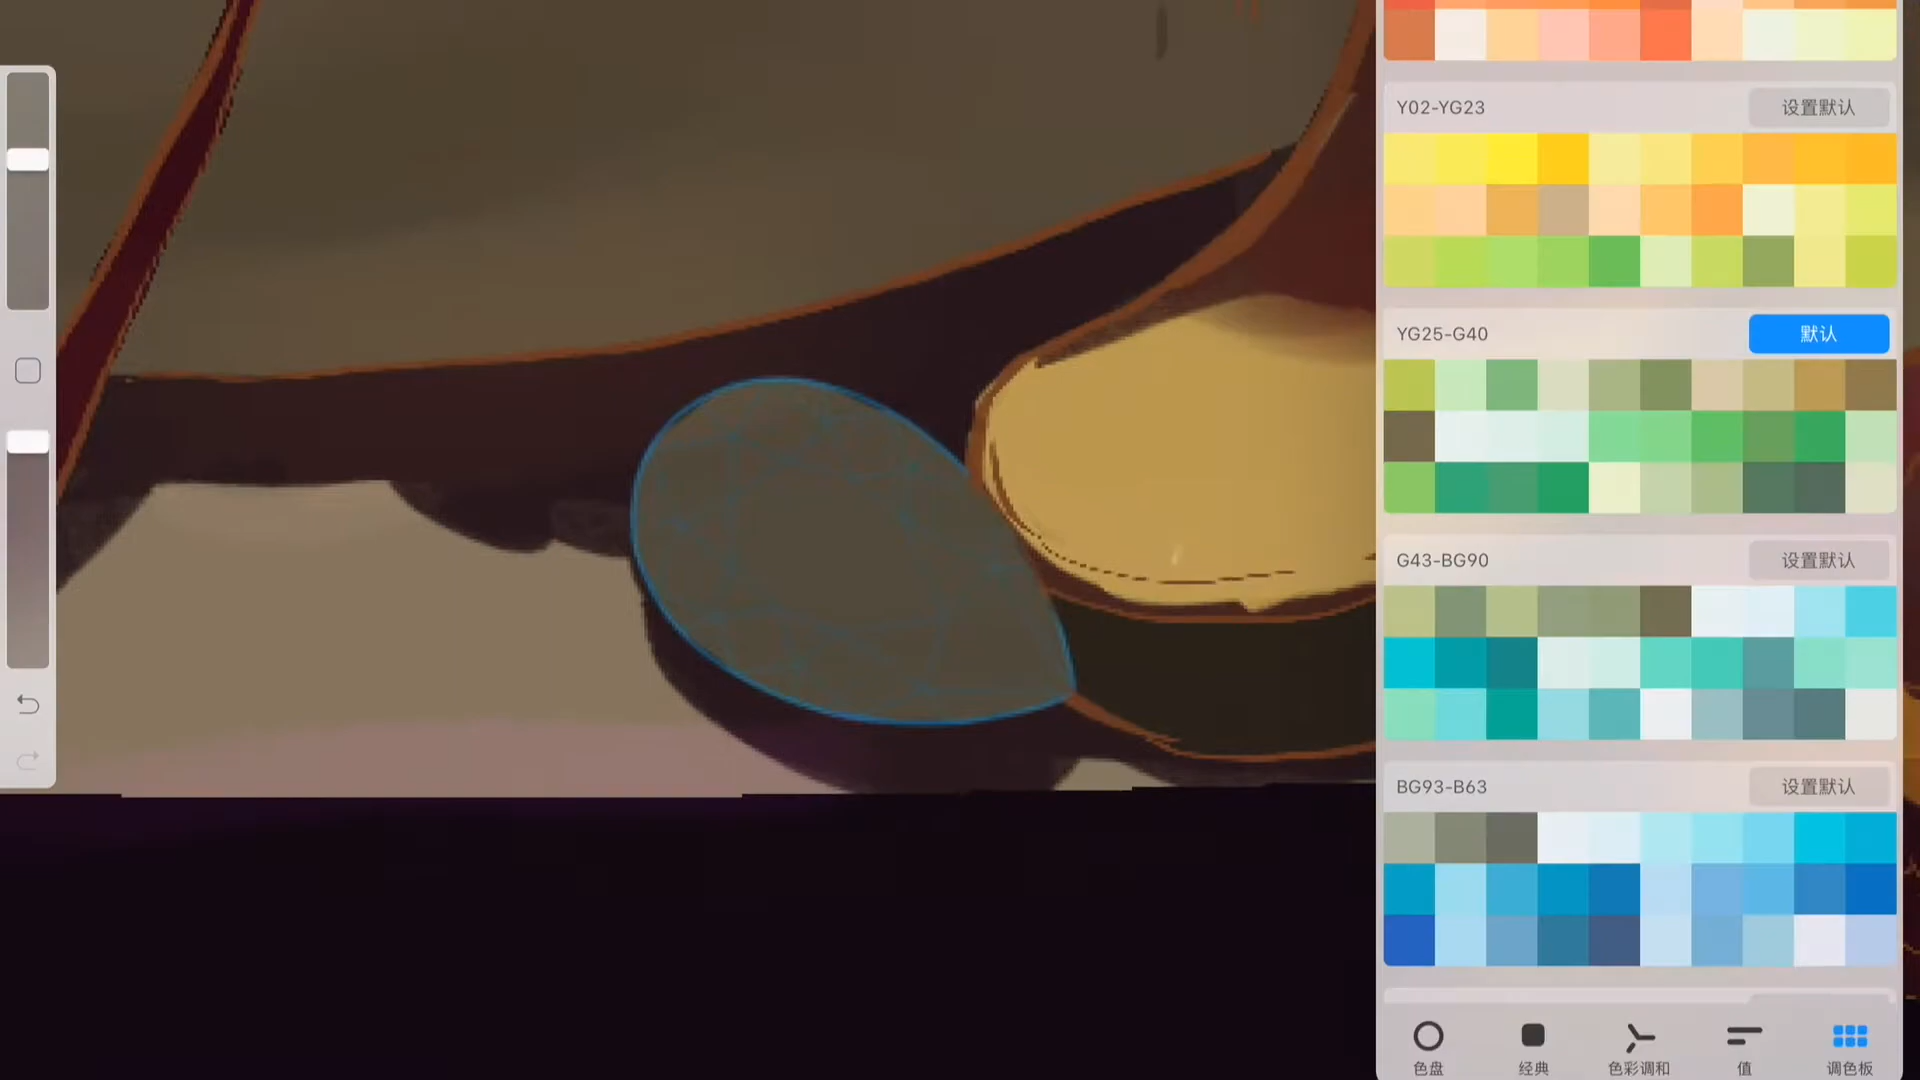 Y02-YG23 设置默认
YG25-G40 默认
G43-BG90 设置默认
BG93-B63 设置默认
色盘 经典 色彩调和 值 调色板